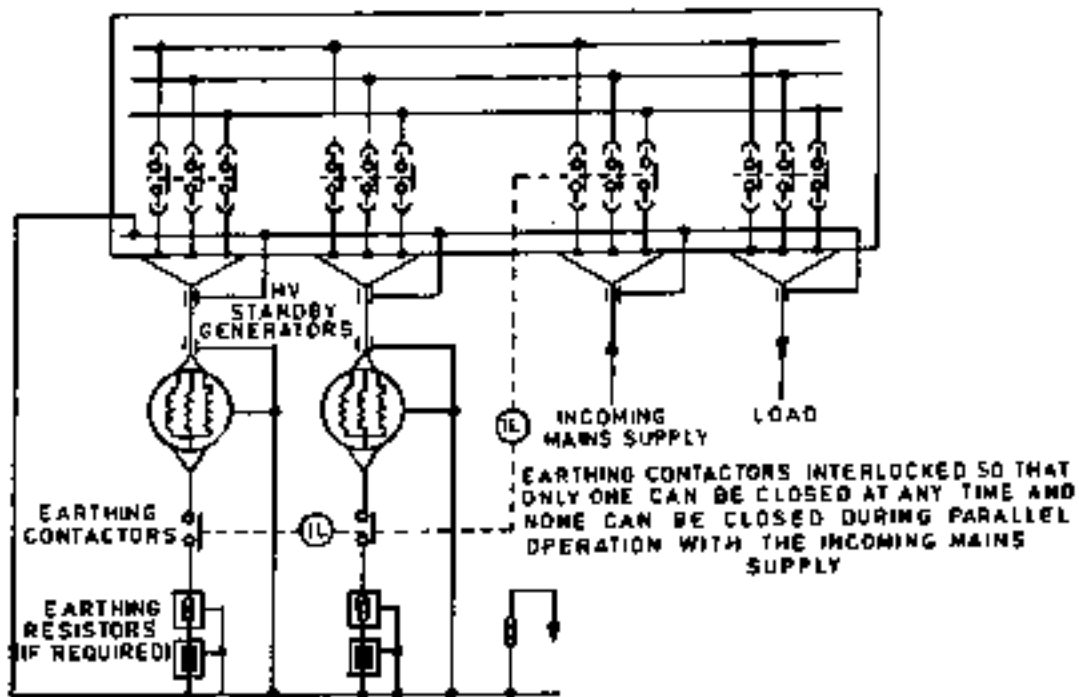 HV
STANDBY
GENERATORS
INCOMING
MAINS SUPPLY
LOAD
EARTHING CONTACTORS INTERLOCKED SO THAT
ONLY ONE CAN BE CLOSED AT ANY TIME AND
NONE CAN BE CLOSED DURING PARALLEL
OPERATION WITH THE INCOMING MAINS
SUPPLY
EARTHING
CONTACTORS
IL
EARTHING
RESISTORS
(IF REQUIRED)